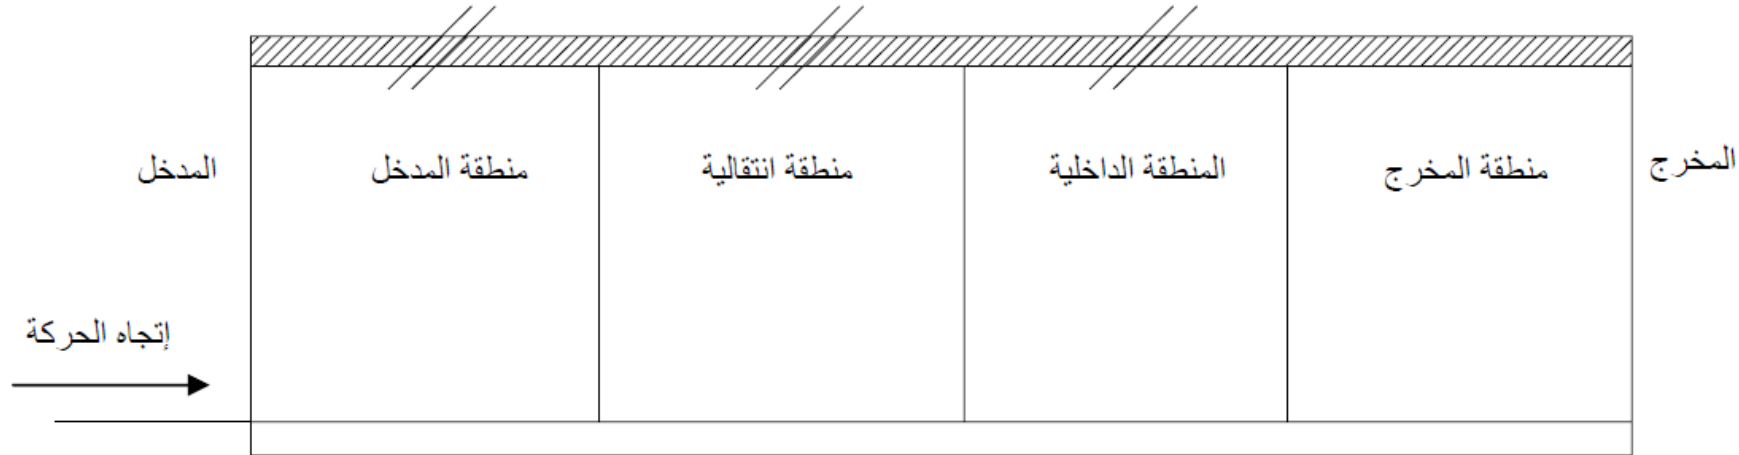 المدخل
منطقة المدخل
منطقة انتقالية
المنطقة الداخلية
منطقة المخرج
المخرج
إتجاه الحركة